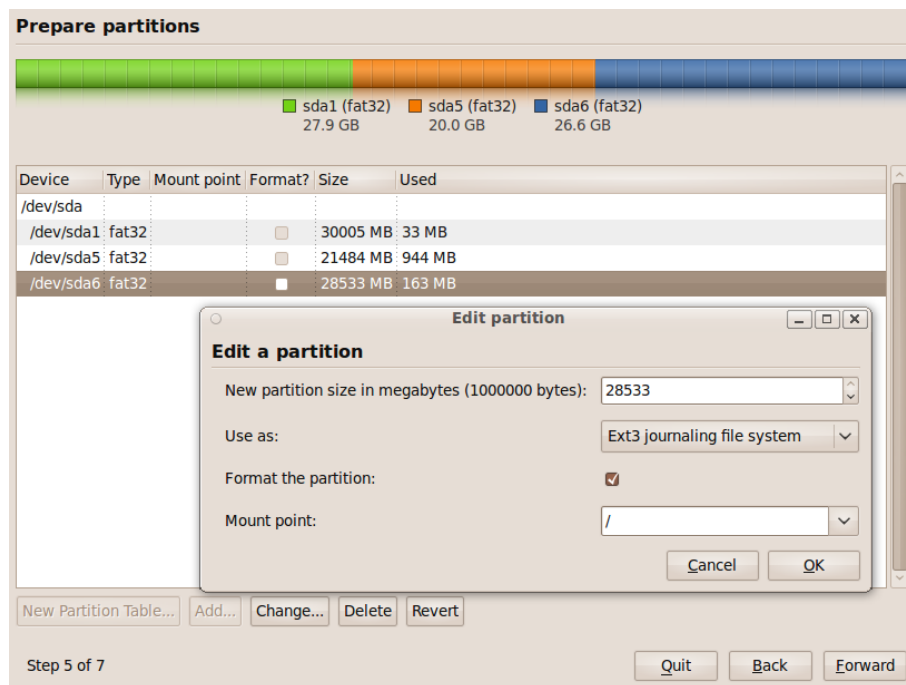 Prepare partitions
sda1 (fat32) sda5 (fat32) sda6 (fat32)
27.9 GB 20.0 GB 26.6 GB
Device Type Mount point Format? Size Used
/dev/sda
/dev/sda1 fat32 30005 MB 33 MB
/dev/sda5 fat32 21484 MB 944 MB
/dev/sda6 fat32 28533 MB 163 MB
Edit partition
Edit a partition
New partition size in megabytes (1000000 bytes): 28533
Use as: Ext3 journaling file system
Format the partition:
Mount point: /
Cancel OK
New Partition Table... Add... Change... Delete Revert
Step 5 of 7 Quit Back Forward